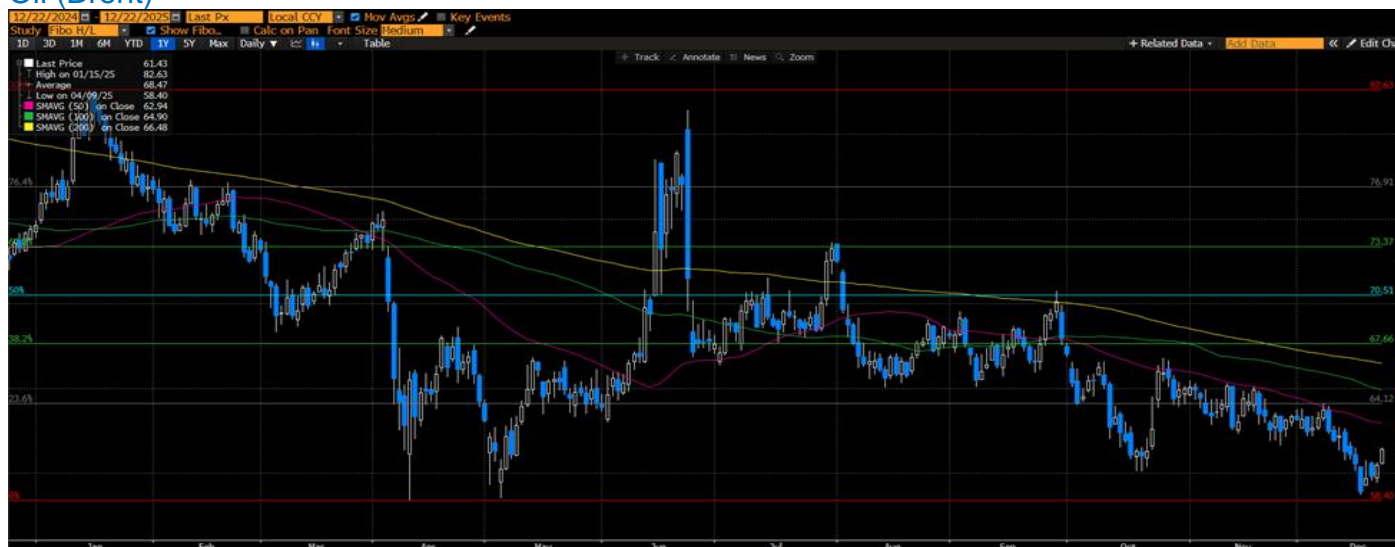 Oil (Brent)
12/22/2024 - 12/22/2025 Last Px Local CCY Mov Avgs Key Events
Study Fibo H/L Show Fibo... Calc on Pan Font Size Medium
1D 3D 1M 6M YTD 1Y 5Y Max Daily ▼ Table + Related Data Add Data « Edit Ch
Track Annotate News Zoom
Last Price 61.43
High on 01/15/25 82.63
Average 68.47
Low on 04/09/25 58.40
SMAVG (50) on Close 62.94
SMAVG (100) on Close 64.90
SMAVG (200) on Close 66.48
82.63
76.4% 76.91
73.37
50% 70.51
38.2% 67.66
23.6% 64.12
0% 58.40
Jan Feb Mar Apr May Jun Jul Aug Sep Oct Nov Dec